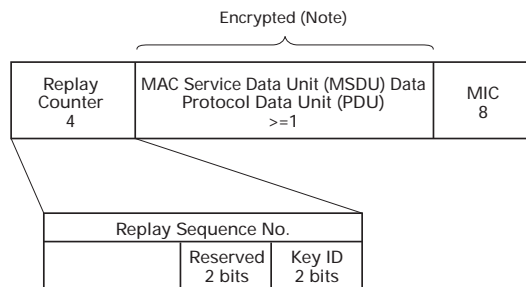 Encrypted (Note)
Replay
Counter
4
MAC Service Data Unit (MSDU) Data
Protocol Data Unit (PDU)
>=1
MIC
8
Replay Sequence No.
Reserved
2 bits
Key ID
2 bits